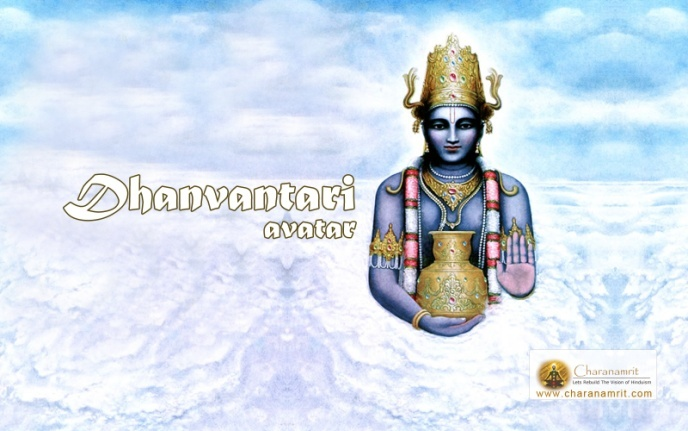 Dhanvantari
avatar
Charanamrit
Lets Rebuild The Vision of Hinduism
www.charanamrit.com